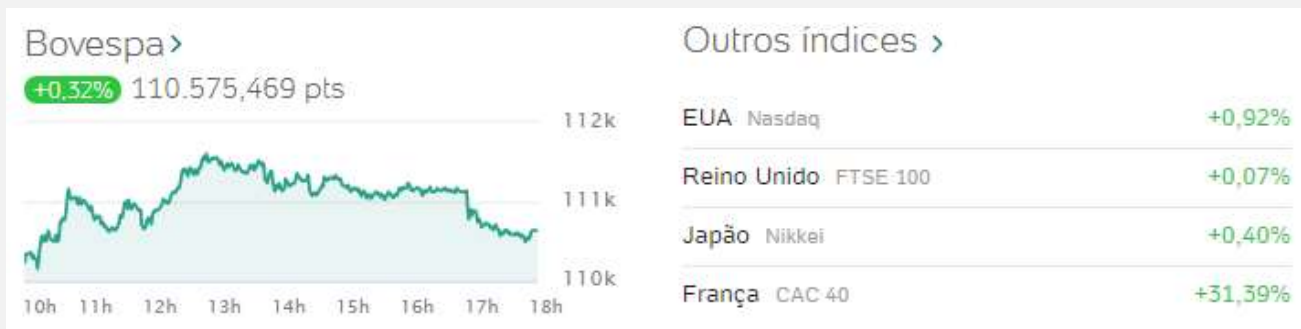 Bovespa >
+0,32% 110.575,469 pts
112k
111k
110k
10h 11h 12h 13h 14h 15h 16h 17h 18h
Outros índices >
EUA Nasdaq +0,92%
Reino Unido FTSE 100 +0,07%
Japão Nikkei +0,40%
França CAC 40 +31,39%